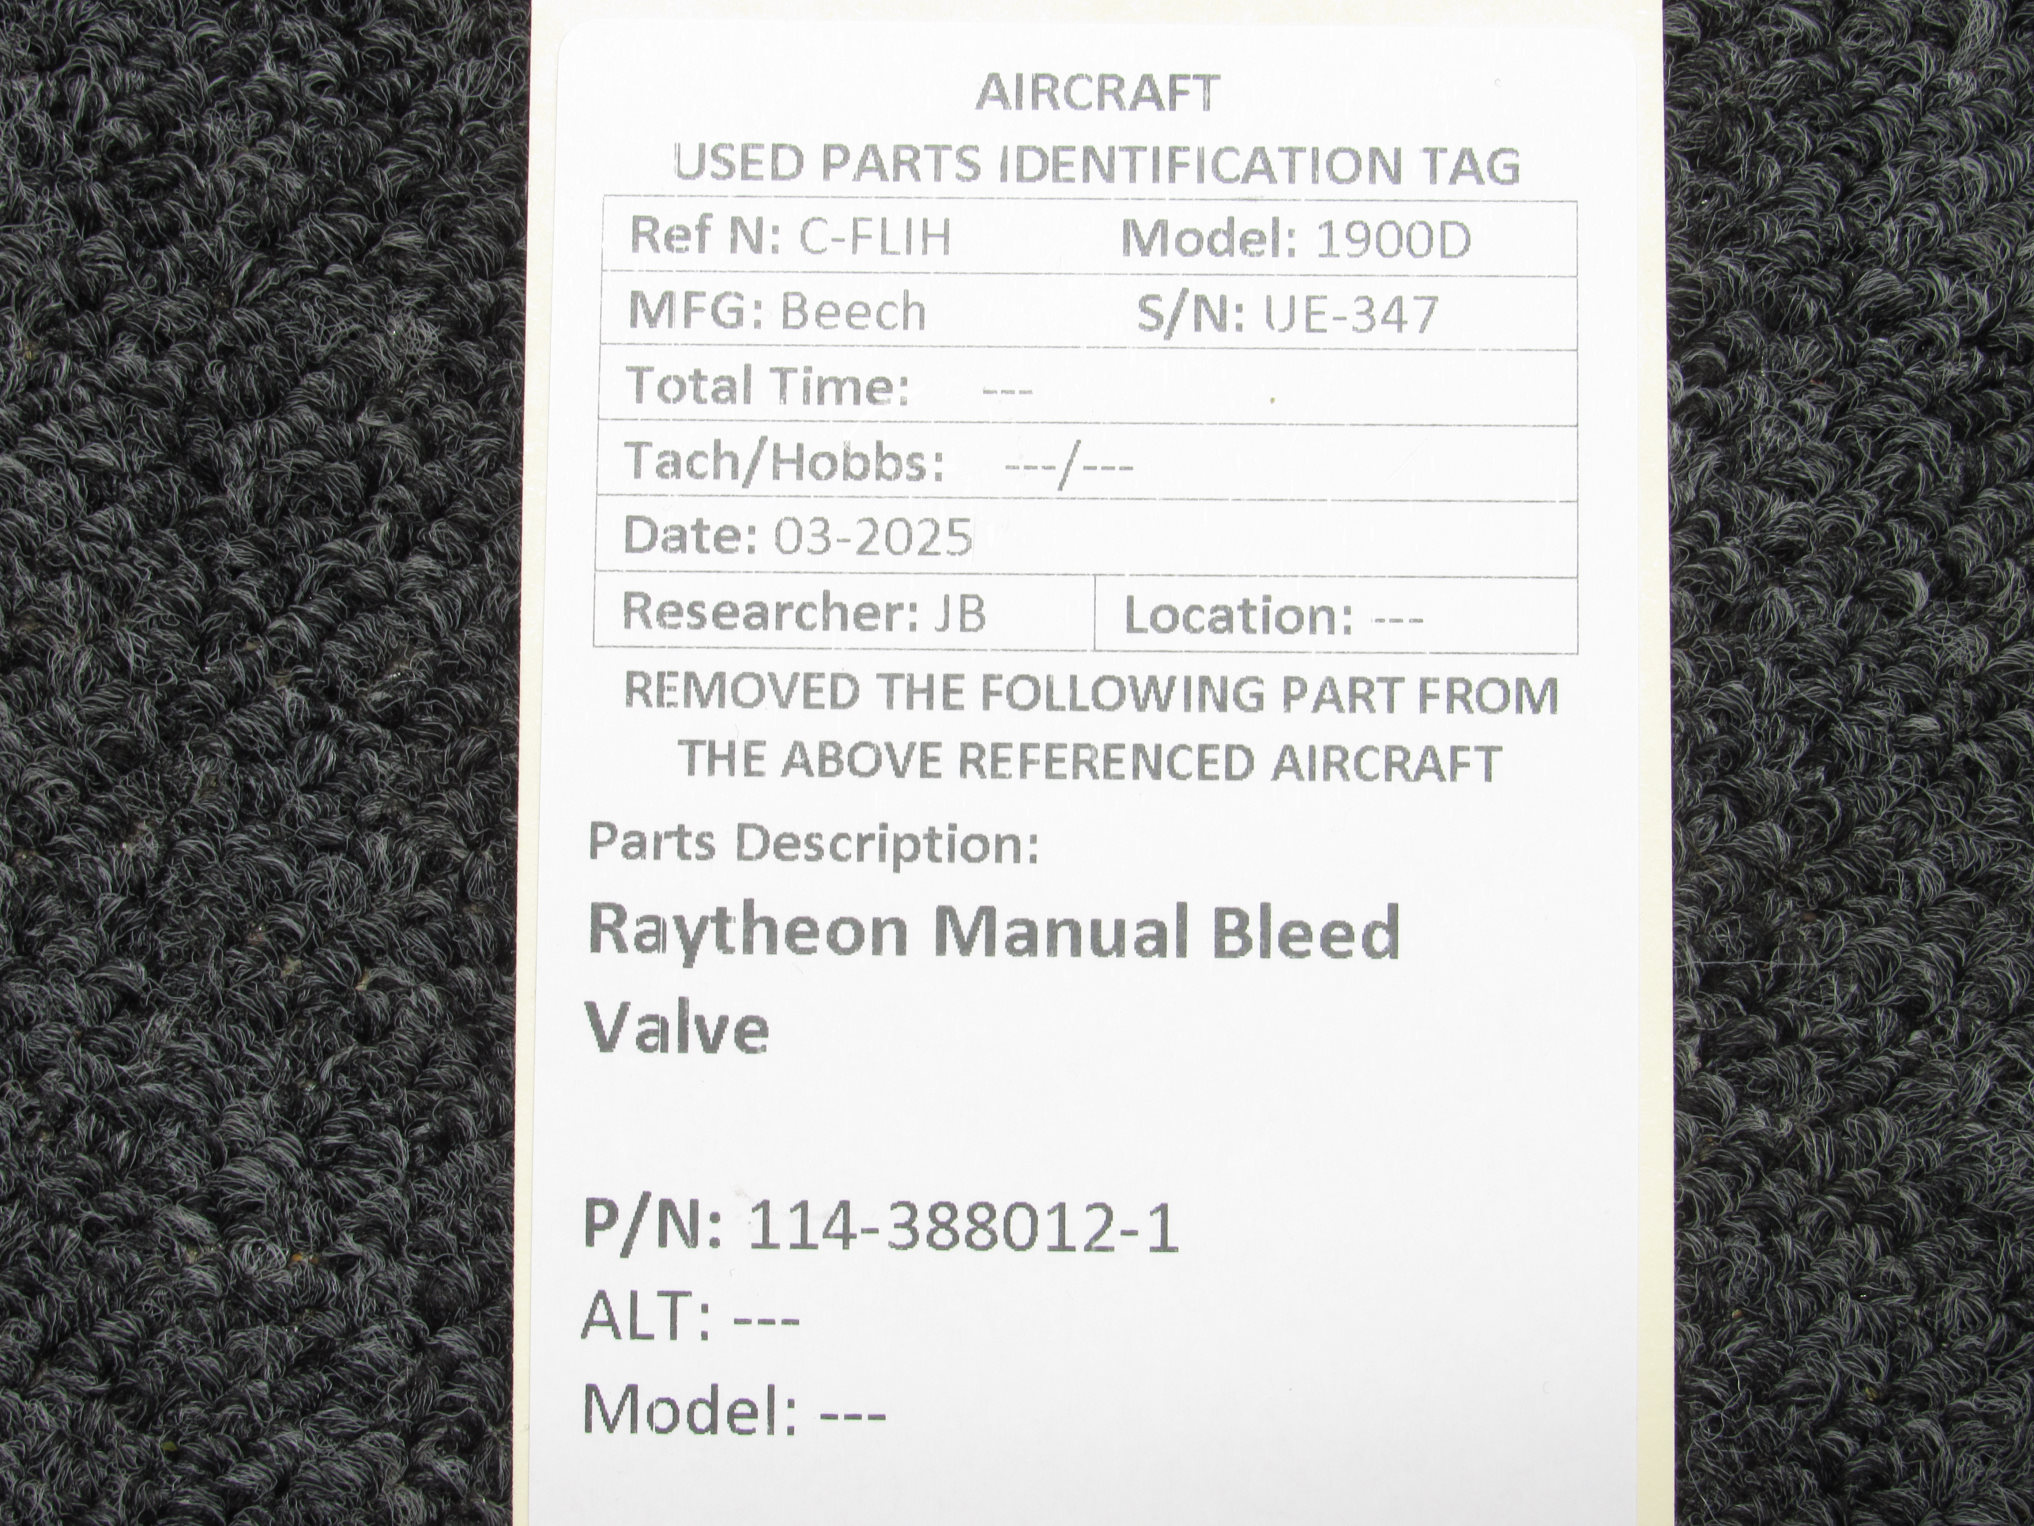 AIRCRAFT
USED PARTS IDENTIFICATION TAG
Ref N: C-FLIH Model: 1900D
MFG: Beech S/N: UE-347
Total Time: ---
Tach/Hobbs: ---/---
Date: 03-2025
Researcher: JB Location: ---
REMOVED THE FOLLOWING PART FROM
THE ABOVE REFERENCED AIRCRAFT
Parts Description:
Raytheon Manual Bleed
Valve
P/N: 114-388012-1
ALT: ---
Model: ---